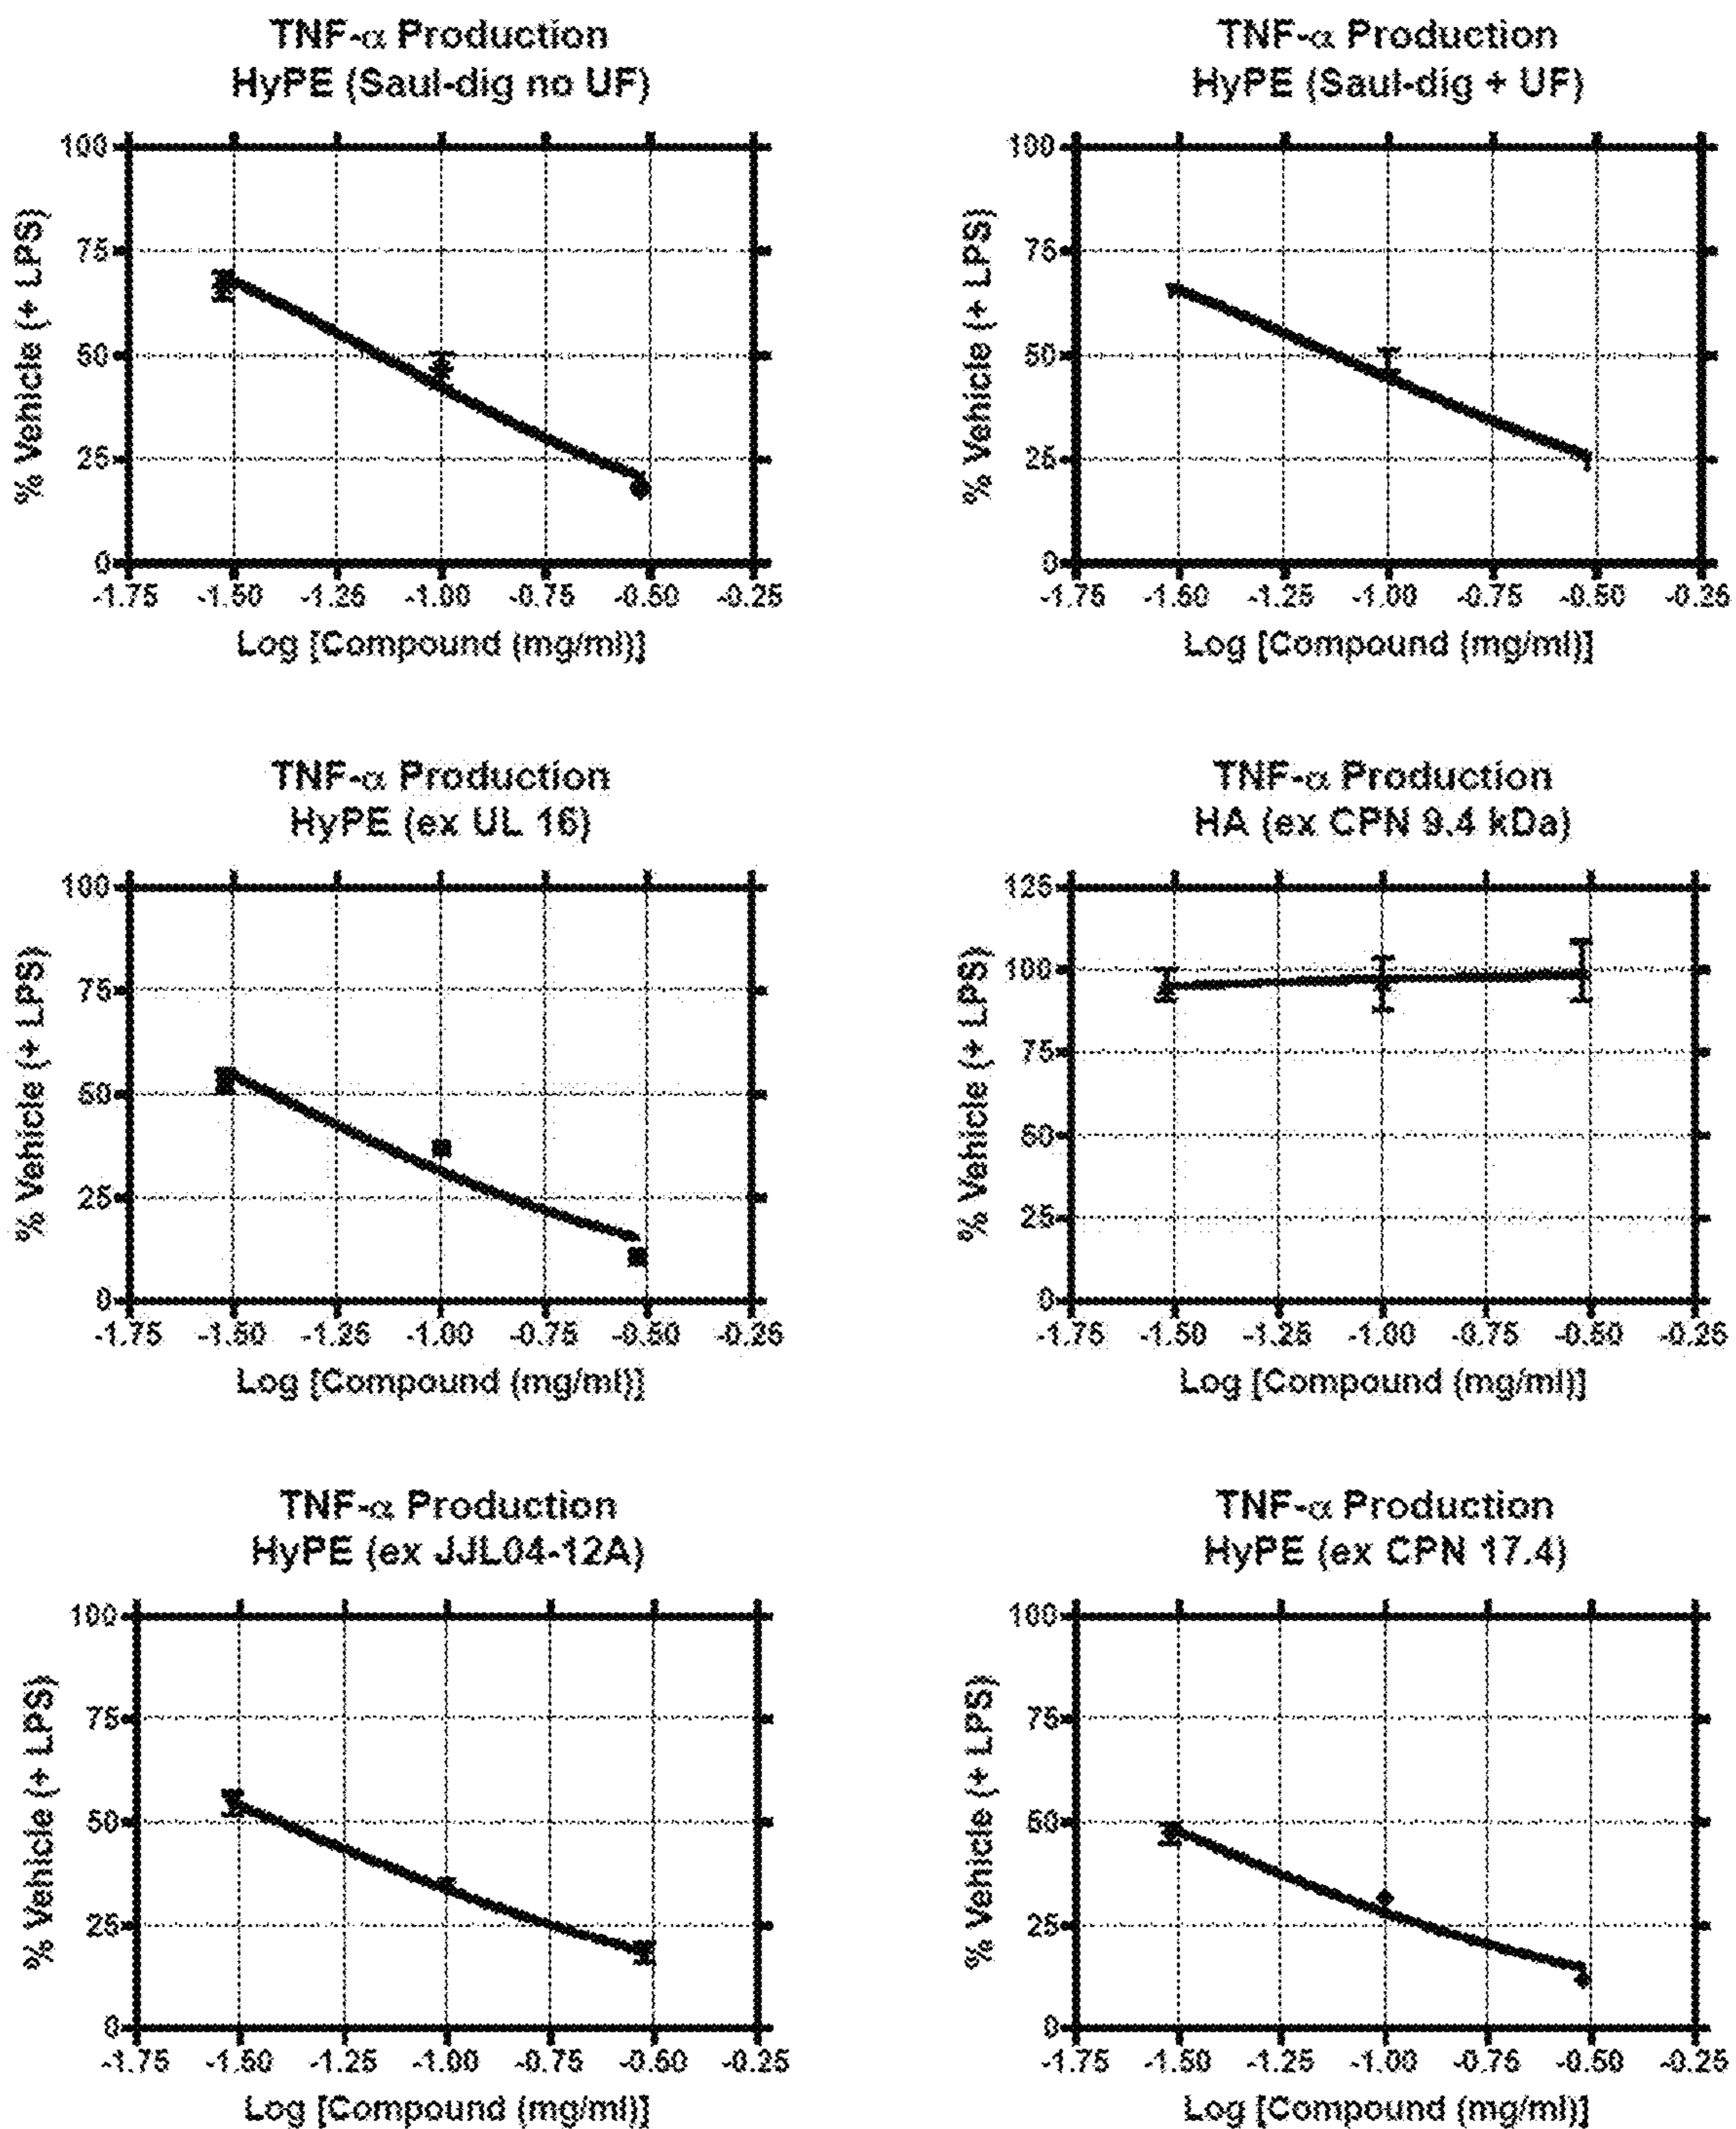 TNF-α Production
HyPE (Saul-dig no UF)
100
75
50
25
0
-1.75 -1.50 -1.25 -1.00 -0.75 -0.50 -0.25
% Vehicle (+ LPS)
Log [Compound (mg/ml)]
TNF-α Production
HyPE (Saul-dig + UF)
100
75
50
25
0
-1.75 -1.50 -1.25 -1.00 -0.75 -0.50 -0.25
% Vehicle (+ LPS)
Log [Compound (mg/ml)]
TNF-α Production
HyPE (ex UL 16)
100
75
50
25
0
-1.75 -1.50 -1.25 -1.00 -0.75 -0.50 -0.25
% Vehicle (+ LPS)
Log [Compound (mg/ml)]
TNF-α Production
HA (ex CPN 9.4 kDa)
125
100
75
50
25
0
-1.75 -1.50 -1.25 -1.00 -0.75 -0.50 -0.25
% Vehicle (+ LPS)
Log [Compound (mg/ml)]
TNF-α Production
HyPE (ex JJL04-12A)
100
75
50
25
0
-1.75 -1.50 -1.25 -1.00 -0.75 -0.50 -0.25
% Vehicle (+ LPS)
Log [Compound (mg/ml)]
TNF-α Production
HyPE (ex CPN 17.4)
100
75
50
25
0
-1.75 -1.50 -1.25 -1.00 -0.75 -0.50 -0.25
% Vehicle (+ LPS)
Log [Compound (mg/ml)]